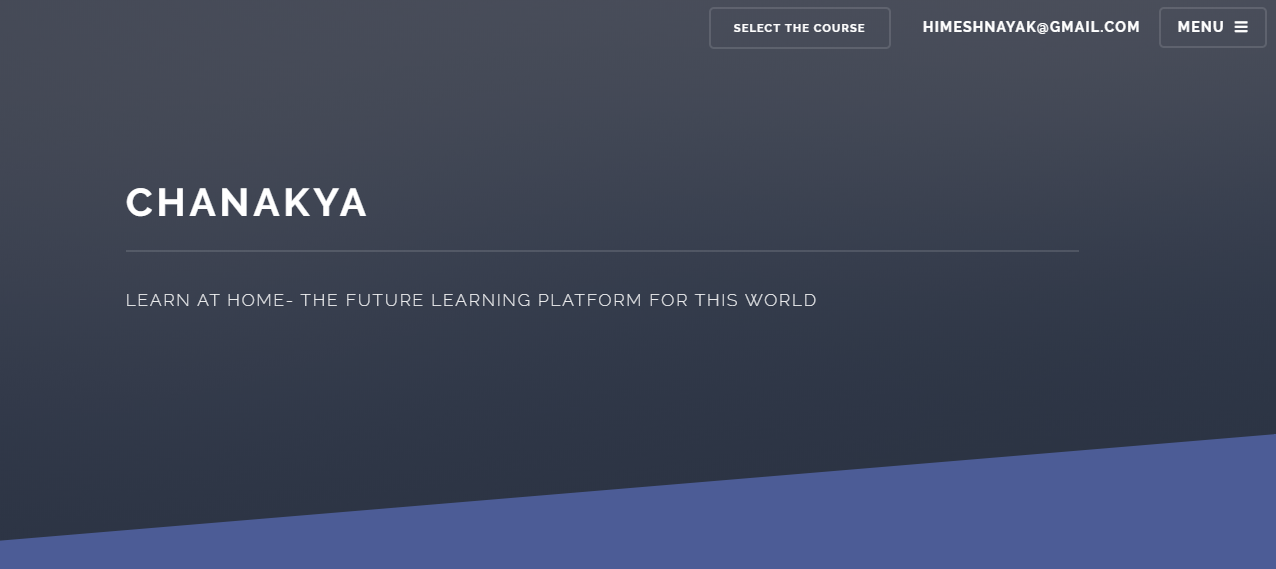 SELECT THE COURSE
HIMESHNAYAK@GMAIL.COM
MENU
CHANAKYA
LEARN AT HOME- THE FUTURE LEARNING PLATFORM FOR THIS WORLD